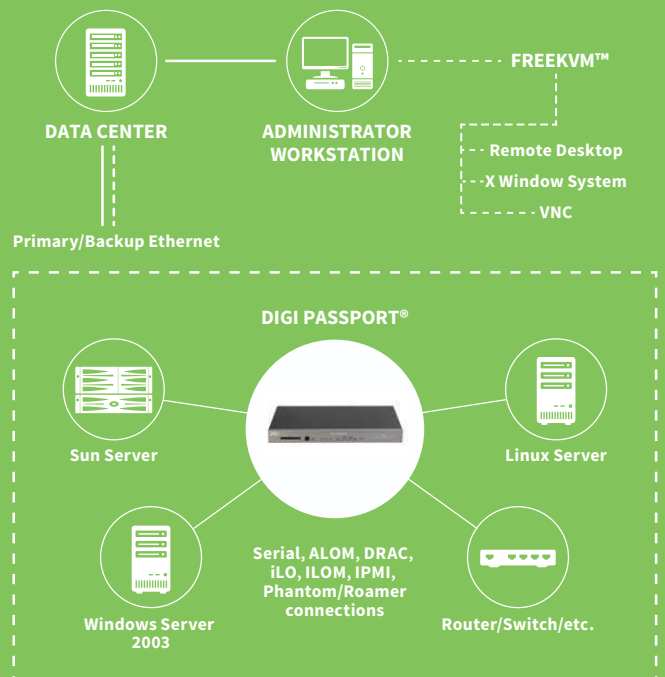 DATA CENTER
ADMINISTRATOR
WORKSTATION
FREEKVM™
Remote Desktop
X Window System
VNC
Primary/Backup Ethernet
DIGI PASSPORT®
Sun Server
Linux Server
Serial, ALOM, DRAC,
iLO, ILOM, IPMI,
Phantom/Roamer
connections
Windows Server
2003
Router/Switch/etc.